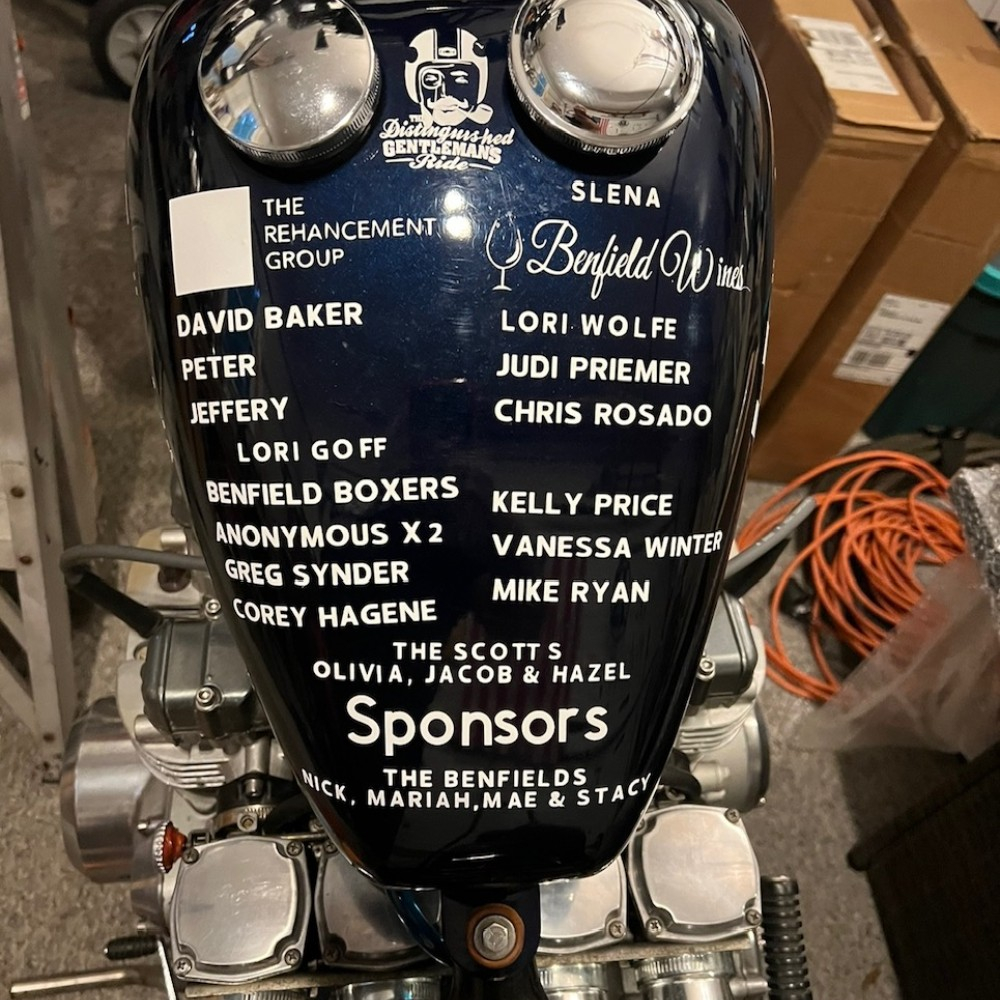 THE
Distinguished
GENTLEMAN'S
Ride
THE
REHANCEMENT
GROUP
DAVID BAKER
PETER
JEFFERY
LORI GOFF
BENFIELD BOXERS
ANONYMOUS X 2
GREG SYNDER
COREY HAGENE
SLENA
Benfield Wines
LORI WOLFE
JUDI PRIEMER
CHRIS ROSADO
KELLY PRICE
VANESSA WINTER
MIKE RYAN
THE SCOTTS
OLIVIA, JACOB & HAZEL
Sponsors
THE BENFIELDS
NICK, MARIAH,MAE & STACY